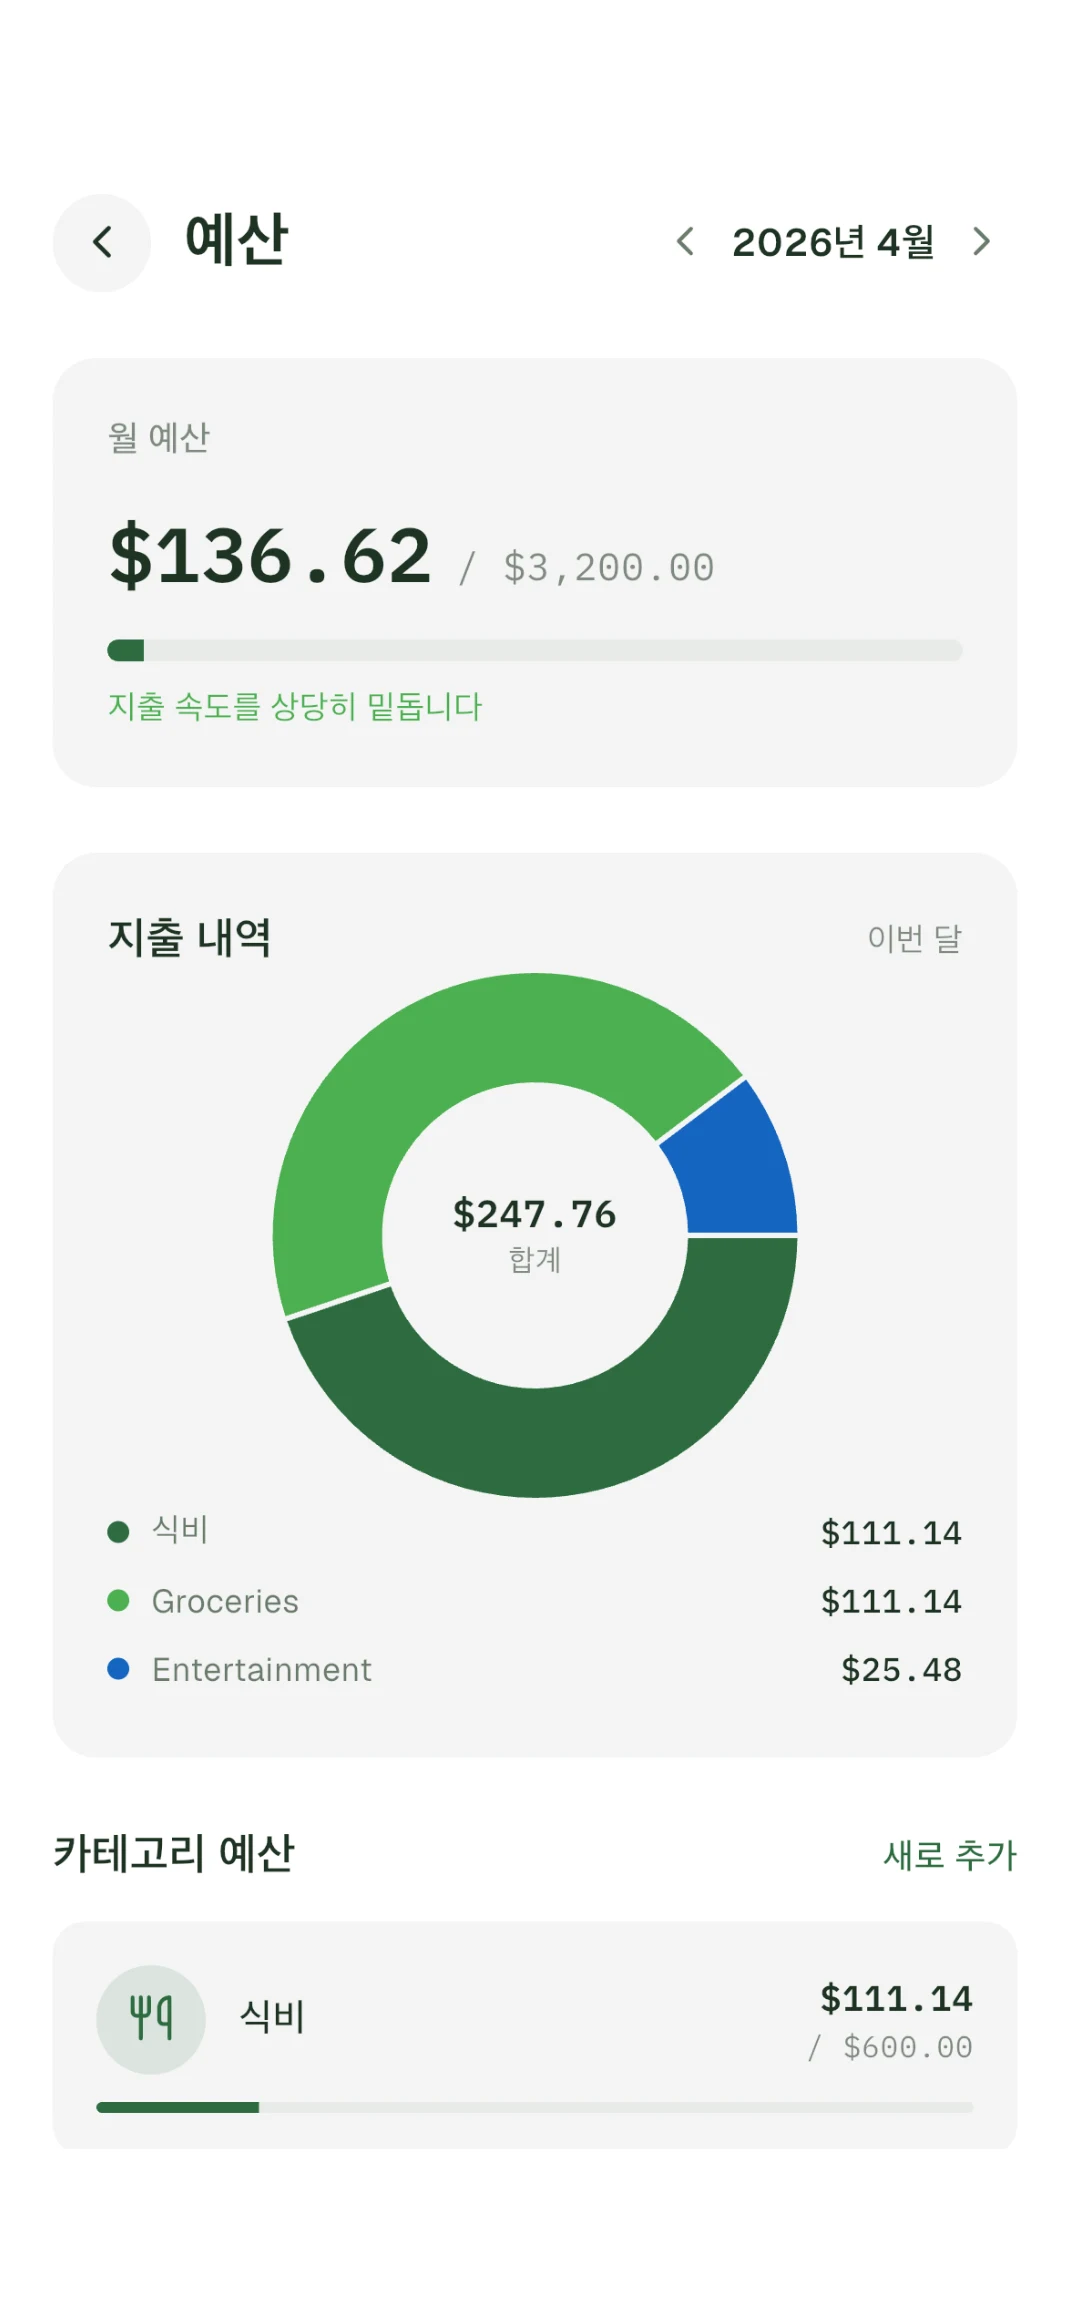 예산
2026년 4월
월 예산
$136.62 / $3,200.00
지출 속도를 상당히 밑돕니다
지출 내역
이번 달
$247.76
합계
식비 $111.14
Groceries $111.14
Entertainment $25.48
카테고리 예산
새로 추가
식비
$111.14
/ $600.00